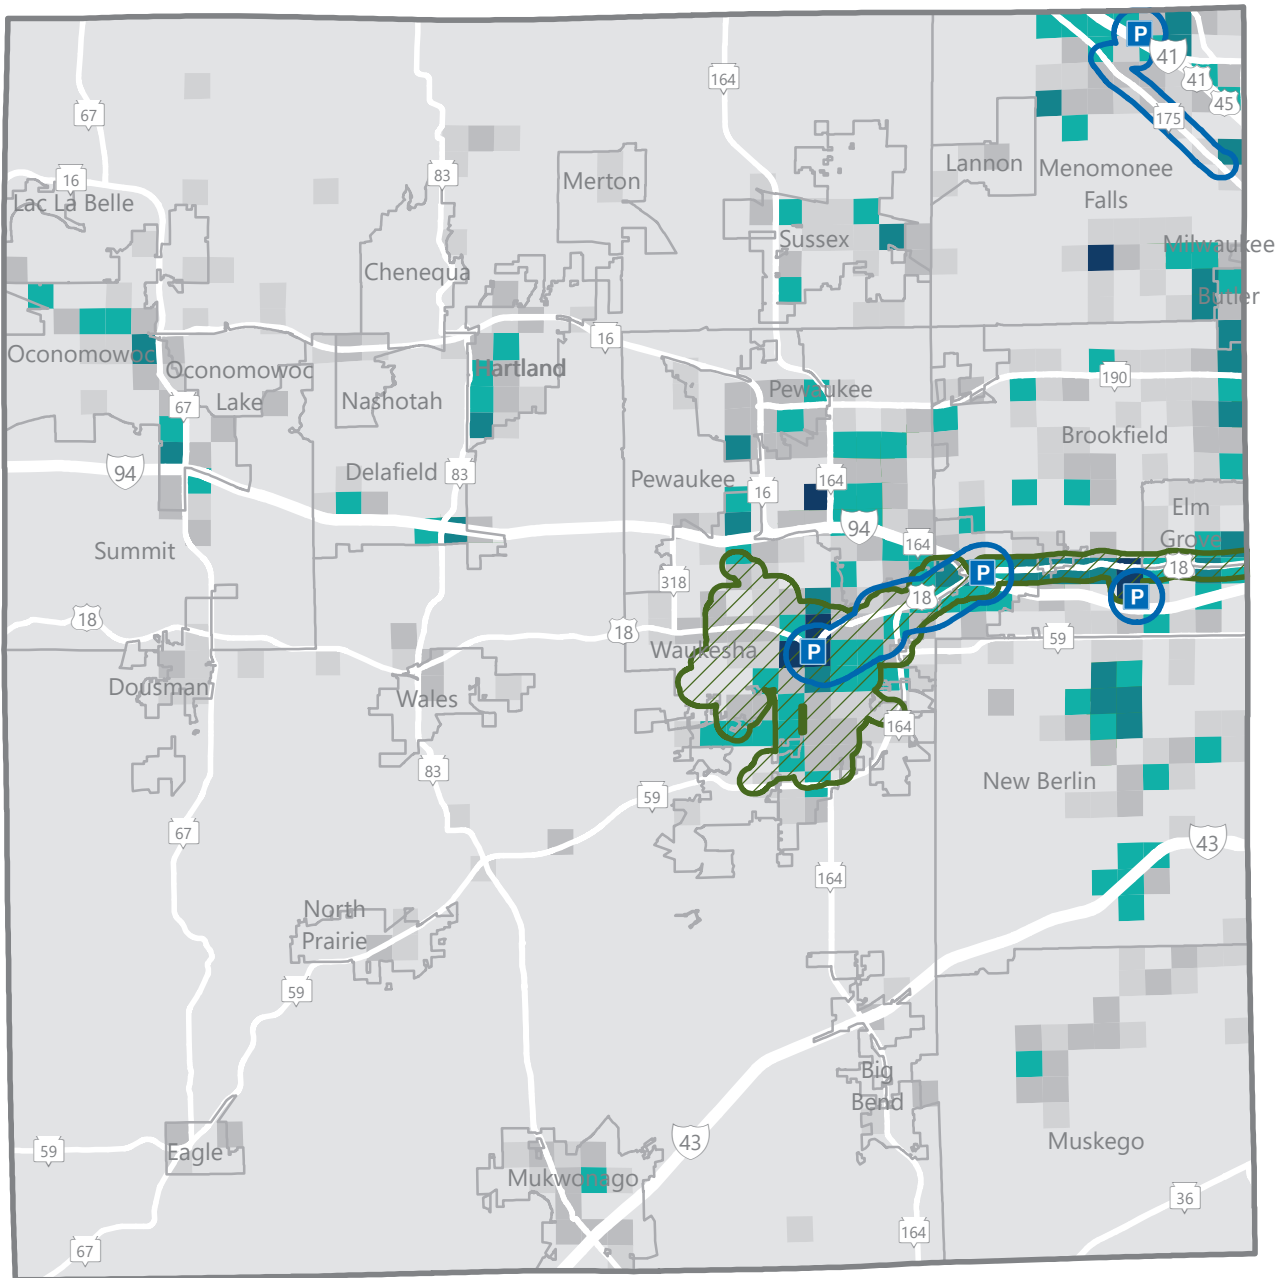 P
41
164
41
45
67
175
Lannon
Menomonee
Falls
Merton
83
16
Lac La Belle
Sussex
Milwaukee
Chenequa
Butler
16
Oconomowoc
Oconomowoc
Lake
Hartland
190
Pewaukee
Nashotah
67
Brookfield
94
Delafield
83
Pewaukee
16
164
Elm
Grove
94
164
Summit
18
P
318
18
P
18
18
59
Waukesha
P
Dousman
Wales
164
83
New Berlin
59
67
43
164
North
Prairie
59
Big
Bend
59
Eagle
43
Muskego
Mukwonago
36
67
164